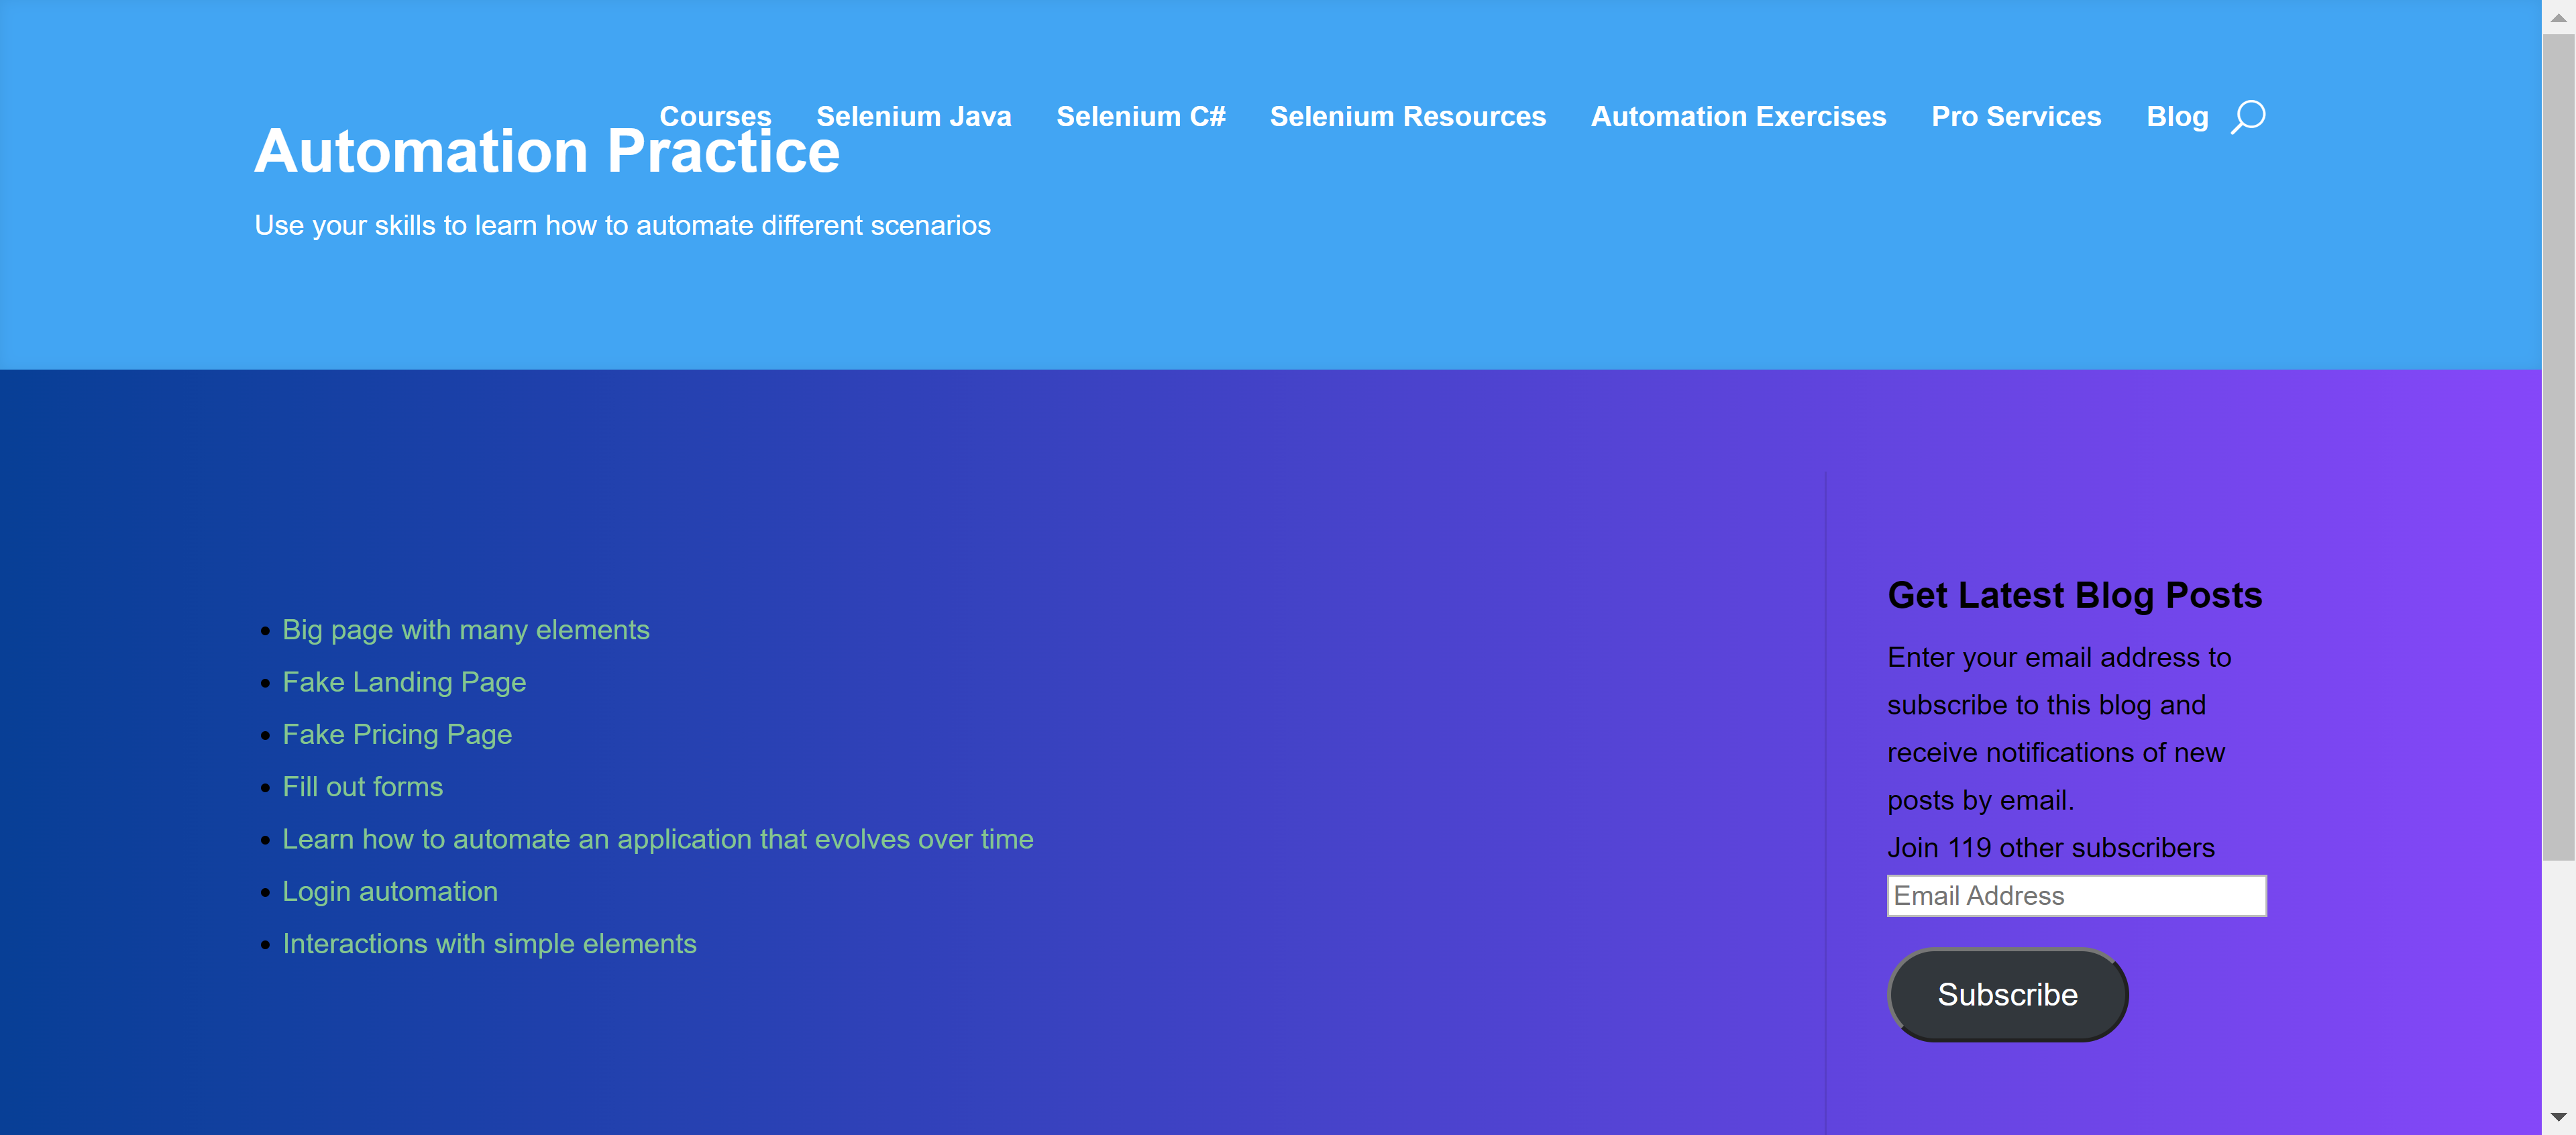 Courses Selenium Java Selenium C# Selenium Resources Automation Exercises Pro Services Blog
Automation Practice
Use your skills to learn how to automate different scenarios
Big page with many elements
Fake Landing Page
Fake Pricing Page
Fill out forms
Learn how to automate an application that evolves over time
Login automation
Interactions with simple elements
Get Latest Blog Posts
Enter your email address to
subscribe to this blog and
receive notifications of new
posts by email.
Join 119 other subscribers
Email Address
Subscribe